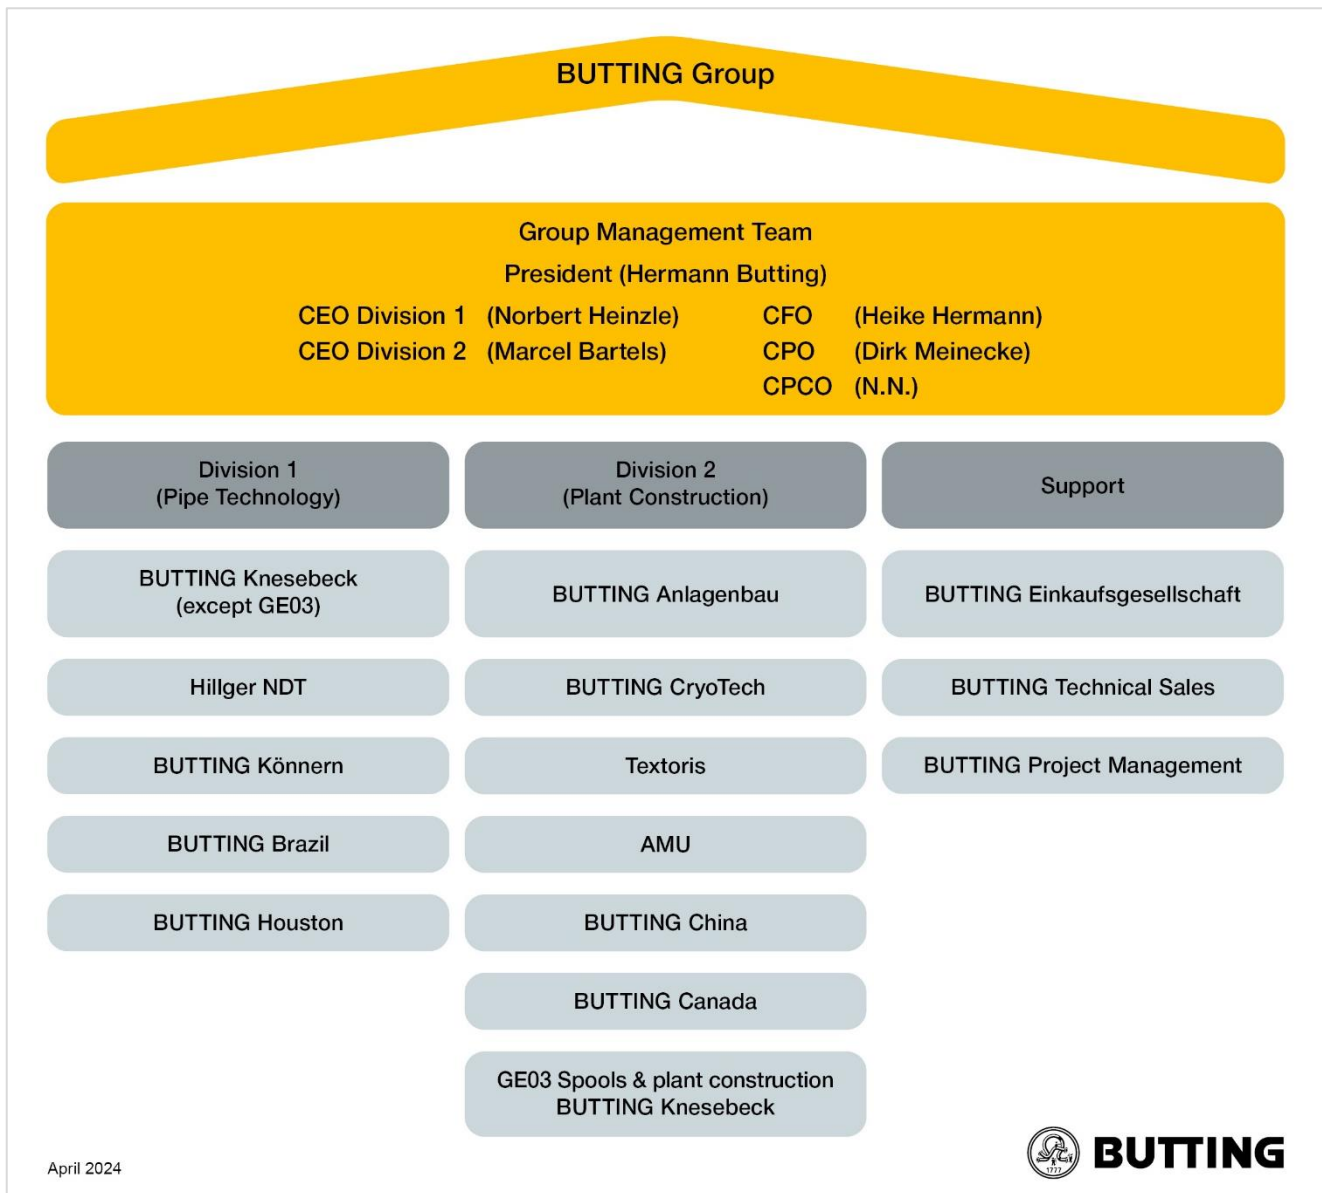 BUTTING Group
Group Management Team
President (Hermann Butting)
CEO Division 1 (Norbert Heinzle) CFO (Heike Hermann)
CEO Division 2 (Marcel Bartels) CPO (Dirk Meinecke)
CPCO (N.N.)
Division 1
(Pipe Technology)
BUTTING Knesebeck
(except GE03)
Hillger NDT
BUTTING Könnern
BUTTING Brazil
BUTTING Houston
Division 2
(Plant Construction)
BUTTING Anlagenbau
BUTTING CryoTech
Textoris
AMU
BUTTING China
BUTTING Canada
GE03 Spools & plant construction
BUTTING Knesebeck
Support
BUTTING Einkaufsgesellschaft
BUTTING Technical Sales
BUTTING Project Management
April 2024
1777
BUTTING